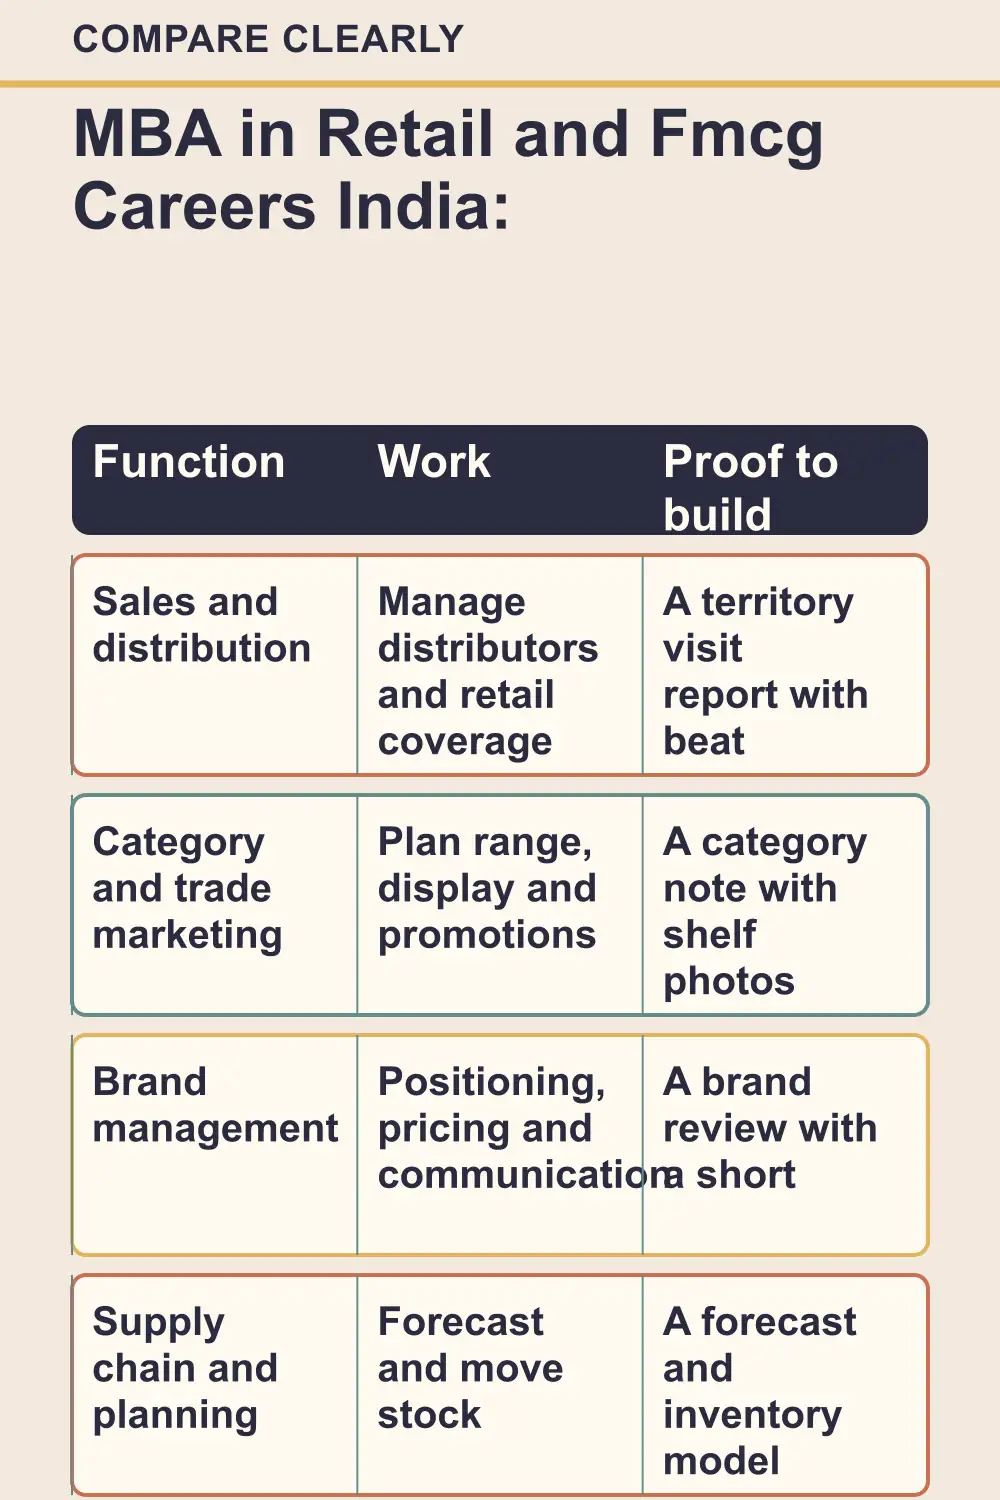 COMPARE CLEARLY
MBA in Retail and Fmcg
Careers India:
Function
Work
Proof to
build
Sales and
distribution
Manage
distributors
and retail
coverage
A territory
visit
report with
beat
Category
and trade
marketing
Plan range,
display and
promotions
A category
note with
shelf
photos
Brand
management
Positioning,
pricing and
communication
A brand
review with
a short
Supply
chain and
planning
Forecast
and move
stock
A forecast
and
inventory
model